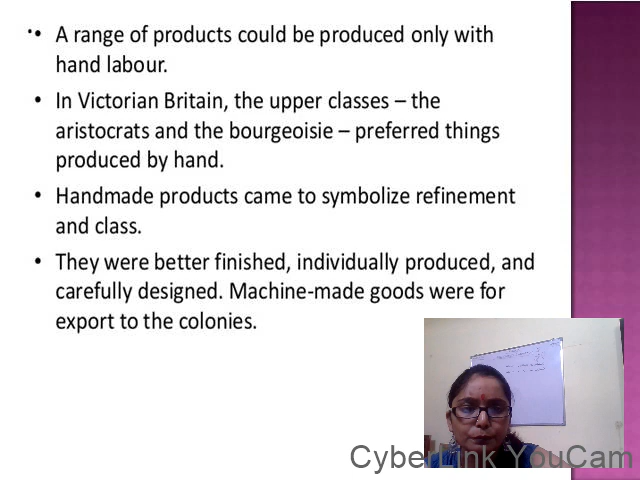 • A range of products could be produced only with
hand labour.
• In Victorian Britain, the upper classes – the
aristocrats and the bourgeoisie – preferred things
produced by hand.
• Handmade products came to symbolize refinement
and class.
• They were better finished, individually produced, and
carefully designed. Machine-made goods were for
export to the colonies.
CyberLink YouCam